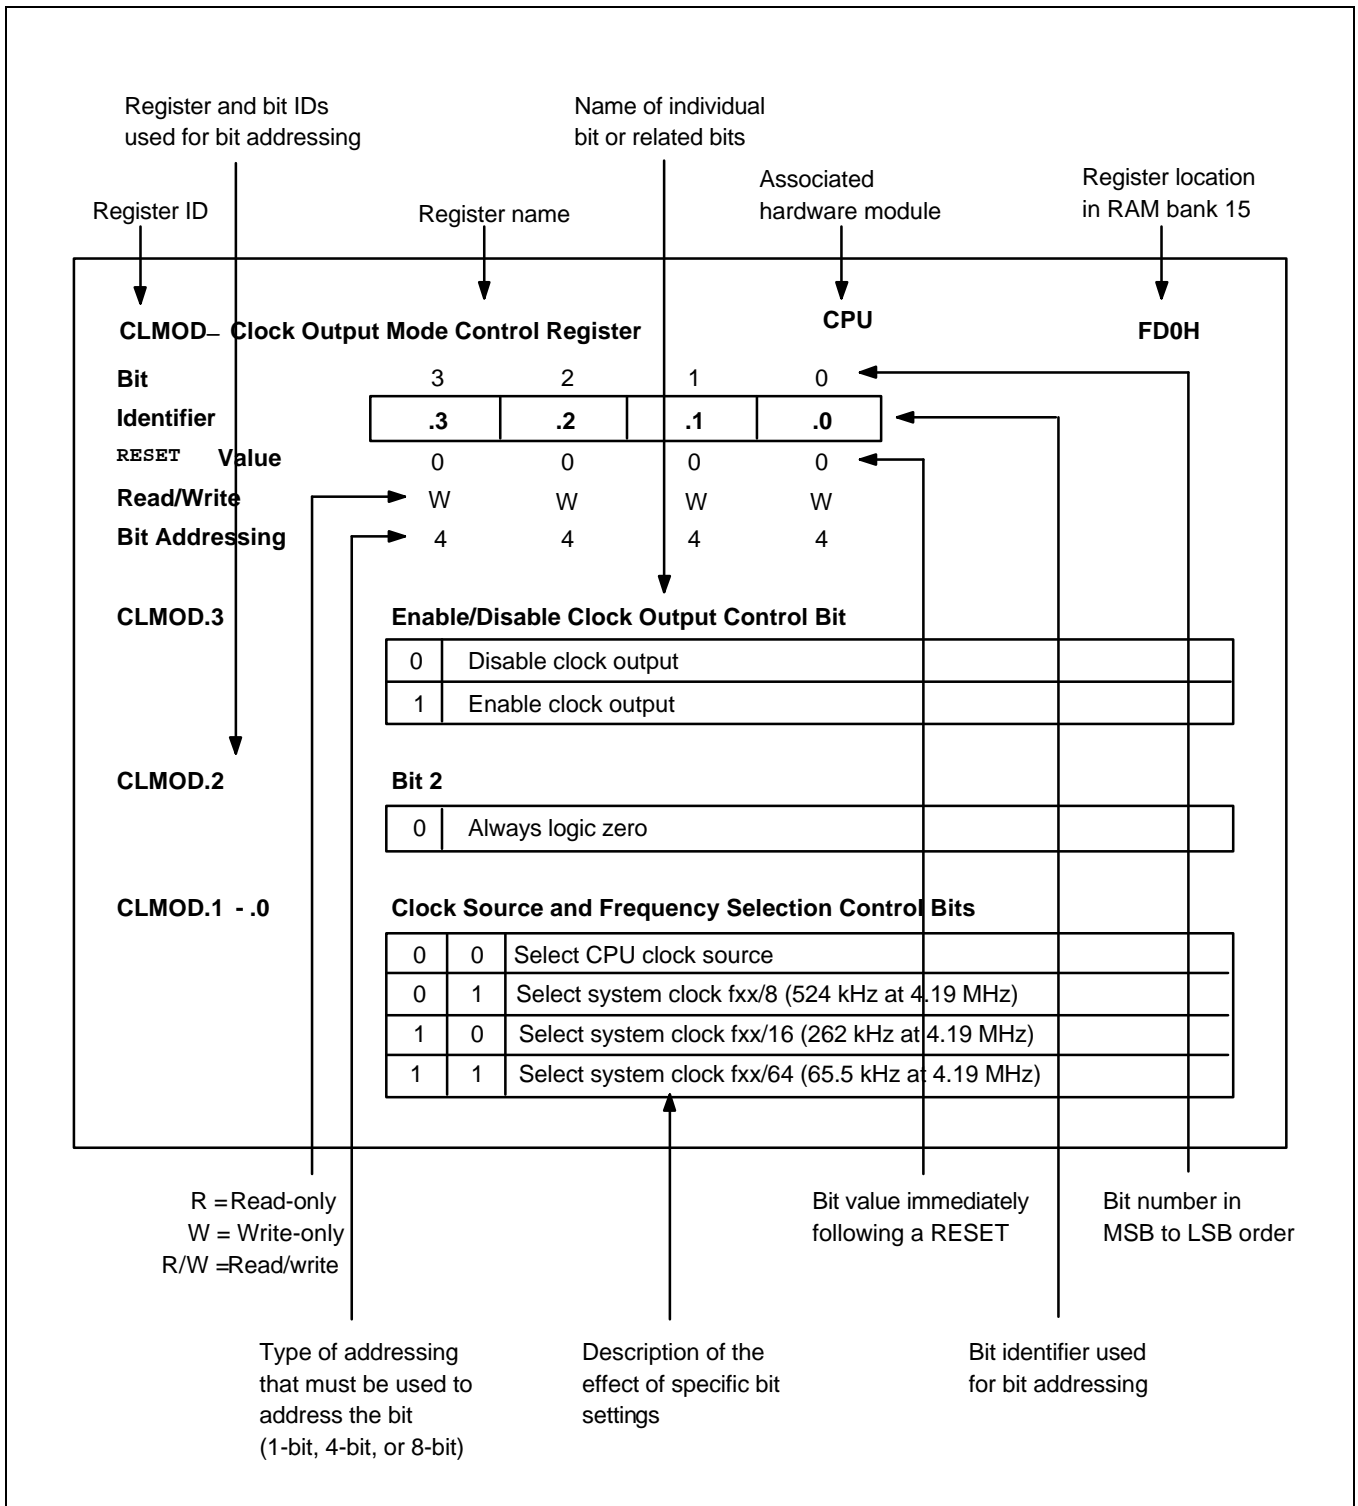 Register and bit IDs
used for bit addressing
Name of individual
bit or related bits
Associated
hardware module
Register location
in RAM bank 15
Register ID
Register name
CLMOD– Clock Output Mode Control Register CPU FD0H
Bit 3 2 1 0
Identifier .3 .2 .1 .0
RESET Value 0 0 0 0
Read/Write W W W W
Bit Addressing 4 4 4 4
CLMOD.3 Enable/Disable Clock Output Control Bit
0 Disable clock output
1 Enable clock output
CLMOD.2 Bit 2
0 Always logic zero
CLMOD.1 - .0 Clock Source and Frequency Selection Control Bits
0 0 Select CPU clock source
0 1 Select system clock fxx/8 (524 kHz at 4.19 MHz)
1 0 Select system clock fxx/16 (262 kHz at 4.19 MHz)
1 1 Select system clock fxx/64 (65.5 kHz at 4.19 MHz)
R =Read-only
W = Write-only
R/W =Read/write
Bit value immediately
following a RESET
Bit number in
MSB to LSB order
Type of addressing
that must be used to
address the bit
(1-bit, 4-bit, or 8-bit)
Description of the
effect of specific bit
settings
Bit identifier used
for bit addressing